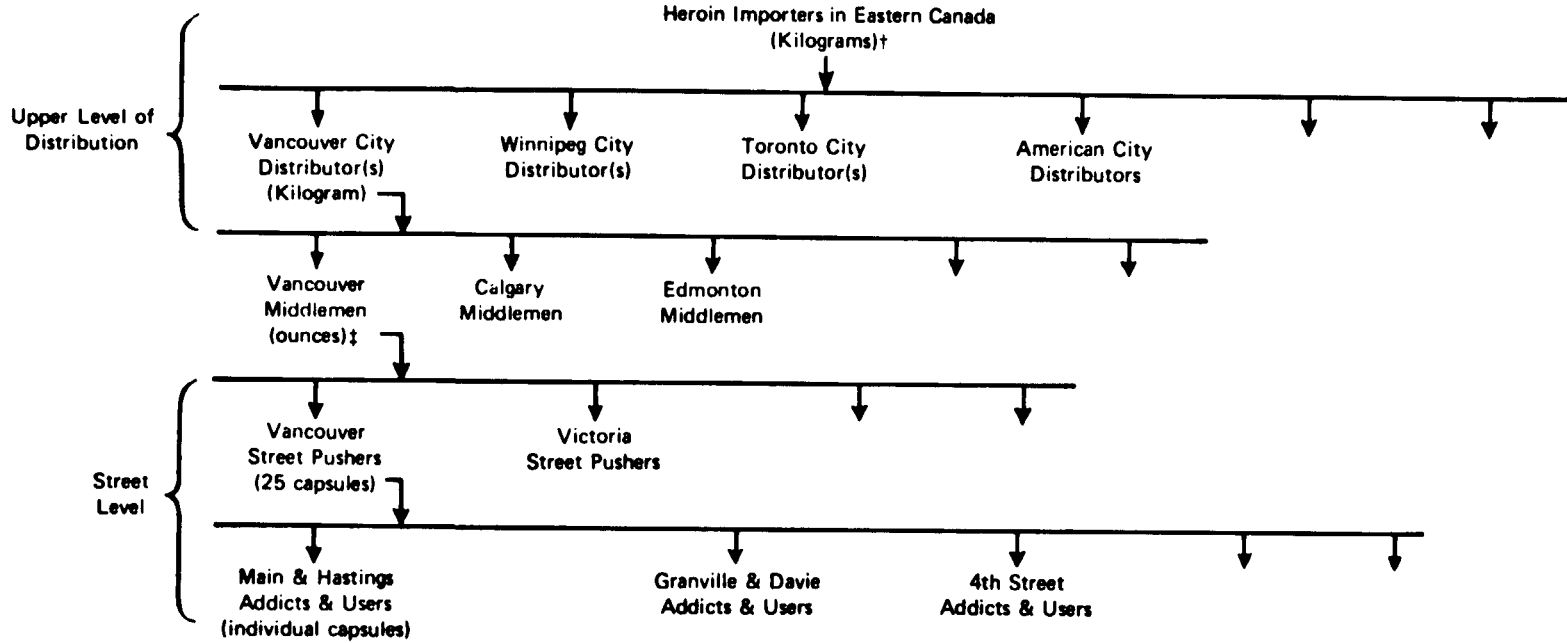 Heroin Importers in Eastern Canada
(Kilograms)†
Upper Level of
Distribution
Vancouver City
Distributor(s)
(Kilogram)
Winnipeg City
Distributor(s)
Toronto City
Distributor(s)
American City
Distributors
Vancouver
Middlemen
(ounces)‡
Calgary
Middlemen
Edmonton
Middlemen
Street
Level
Vancouver
Street Pushers
(25 capsules)
Victoria
Street Pushers
Main & Hastings
Addicts & Users
(individual capsules)
Granville & Davie
Addicts & Users
4th Street
Addicts & Users